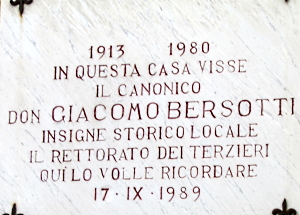 1913 1980
IN QUESTA CASA VISSE
IL CANONICO
DON GIACOMO BERSOTTI
INSIGNE STORICO LOCALE
IL RETTORATO DEI TERZIERI
QUI LO VOLLE RICORDARE
17·IX·1989